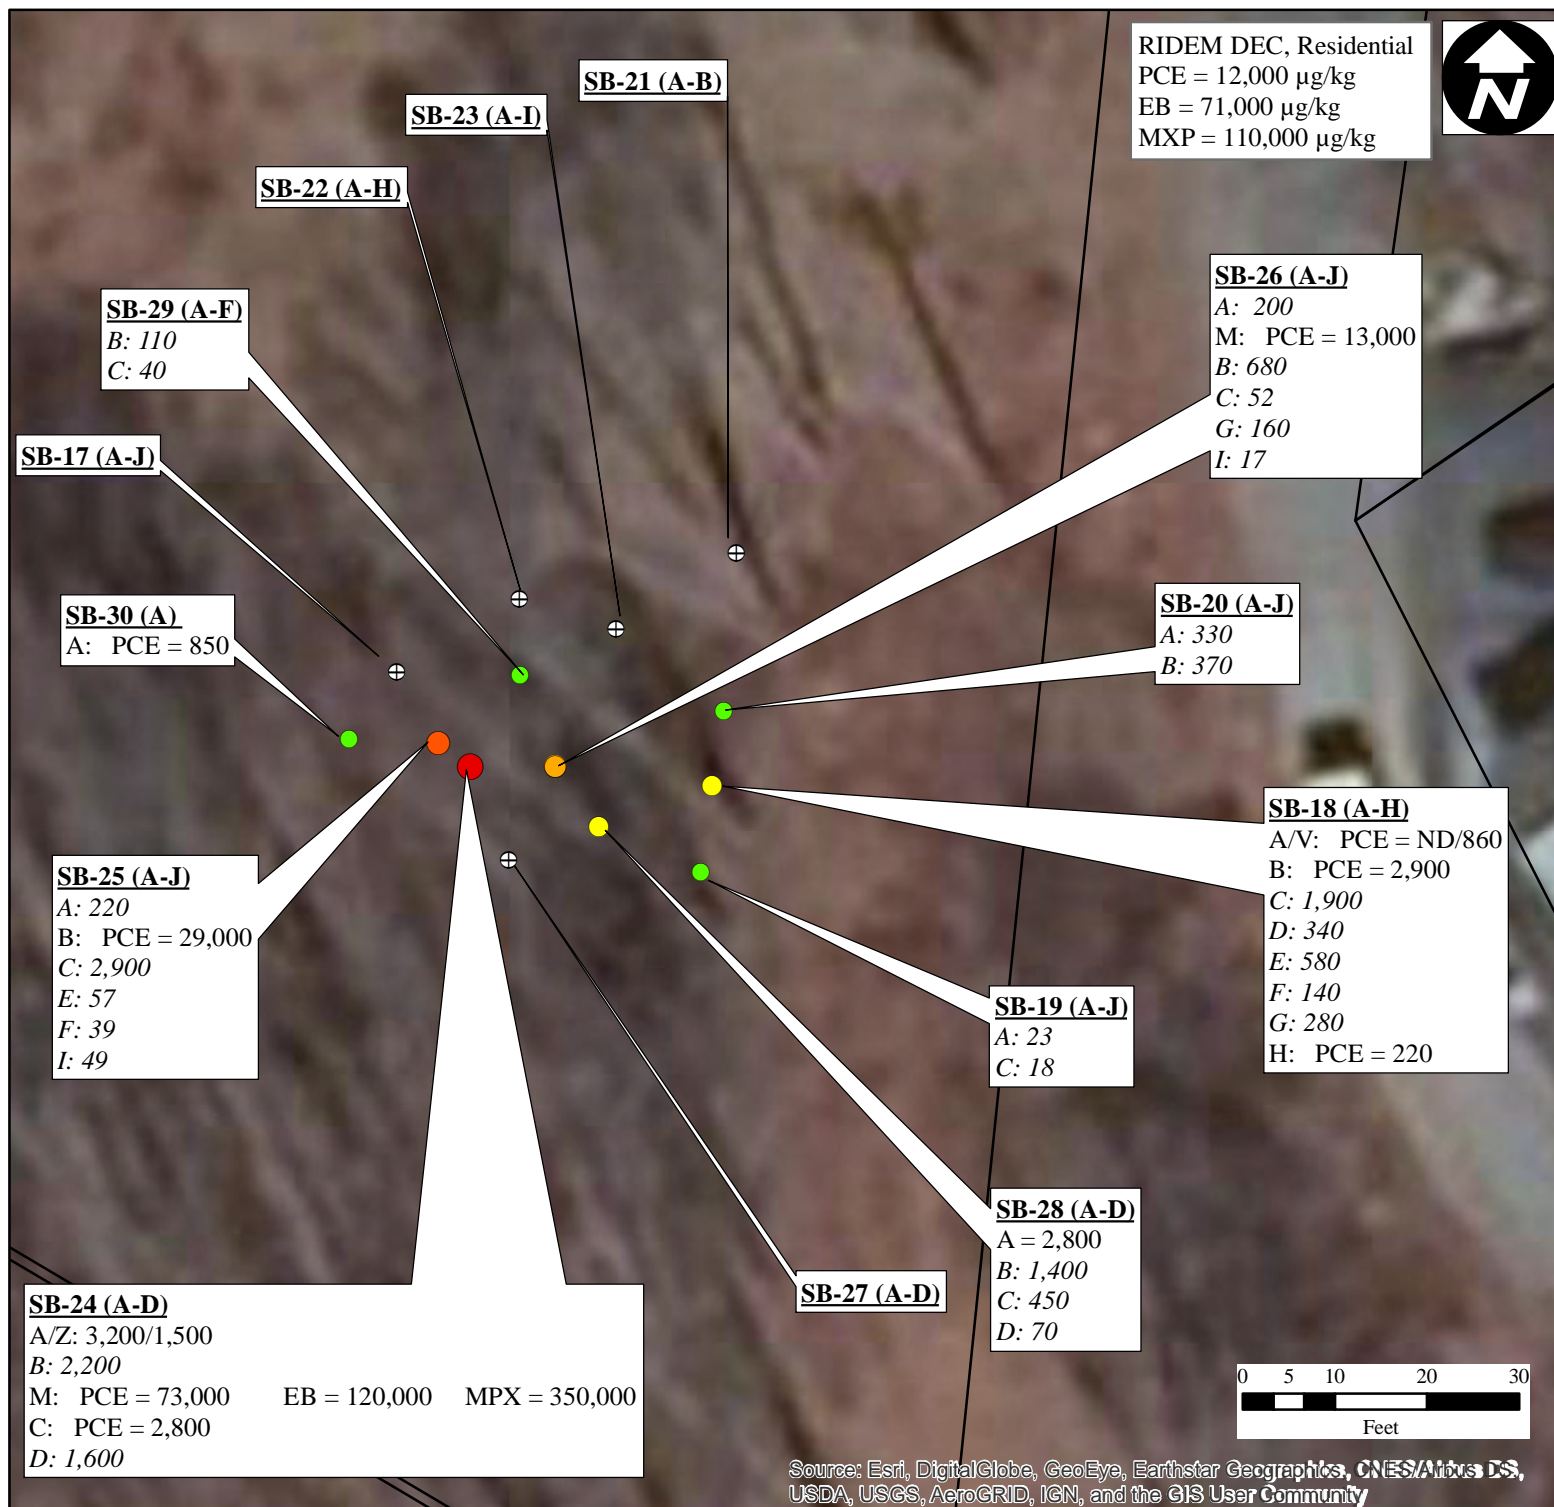 RIDEM DEC, Residential
PCE = 12,000 µg/kg
EB = 71,000 µg/kg
MXP = 110,000 µg/kg
N
SB-21 (A-B)
SB-23 (A-I)
SB-22 (A-H)
SB-29 (A-F)
B: 110
C: 40
SB-26 (A-J)
A: 200
M: PCE = 13,000
B: 680
C: 52
G: 160
I: 17
SB-17 (A-J)
SB-30 (A)
A: PCE = 850
SB-20 (A-J)
A: 330
B: 370
SB-18 (A-H)
A/V: PCE = ND/860
B: PCE = 2,900
C: 1,900
D: 340
E: 580
F: 140
G: 280
H: PCE = 220
SB-25 (A-J)
A: 220
B: PCE = 29,000
C: 2,900
E: 57
F: 39
I: 49
SB-19 (A-J)
A: 23
C: 18
SB-28 (A-D)
A = 2,800
B: 1,400
C: 450
D: 70
SB-27 (A-D)
SB-24 (A-D)
A/Z: 3,200/1,500
B: 2,200
M: PCE = 73,000 EB = 120,000 MPX = 350,000
C: PCE = 2,800
D: 1,600
0 5 10 20 30
Feet
Source: Esri, DigitalGlobe, GeoEye, Earthstar Geographics, CNES/Airbus DS,
USDA, USGS, AeroGRID, IGN, and the GIS User Community